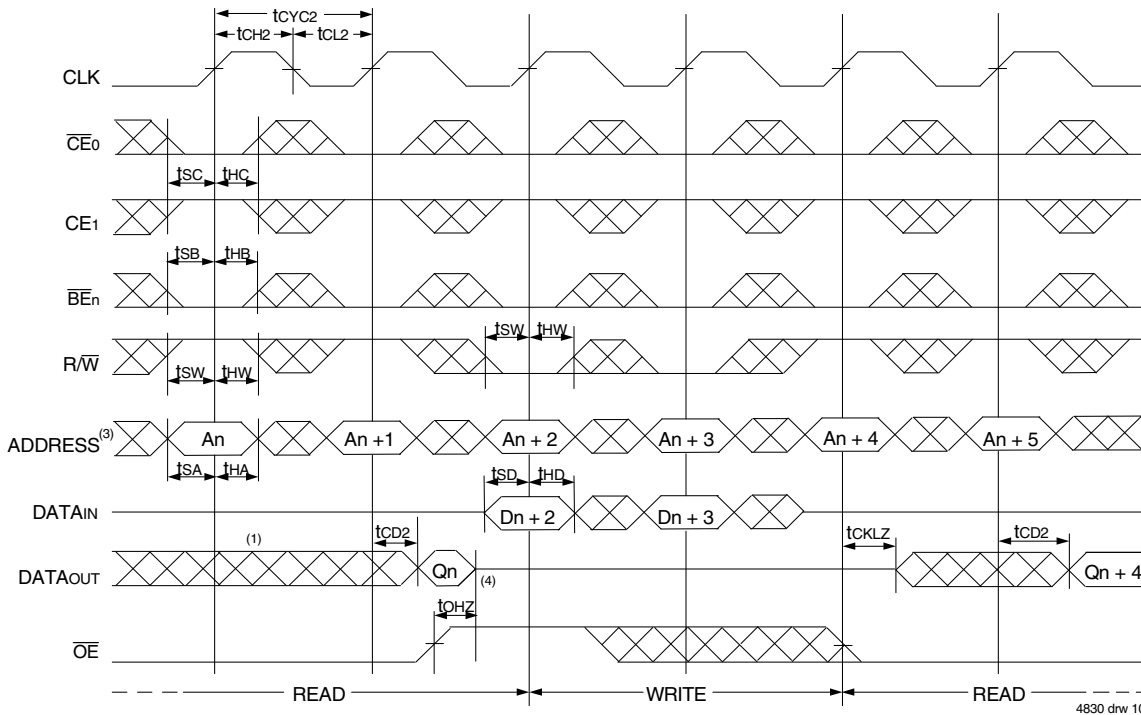 tCYC2
tCH2 tCL2
CLK
CE0
tSC tHC
CE1
tSB tHB
BEn
tSW tHW
R/W
tSW tHW
ADDRESS(3) An An +1 An + 2 An + 3 An + 4 An + 5
tSA tHA tSD tHD
DATAIN Dn + 2 Dn + 3
tCD2 tCKLZ tCD2
(1)
DATAOUT Qn (4) Qn + 4
tOHZ
OE
READ WRITE READ
4830 drw 10